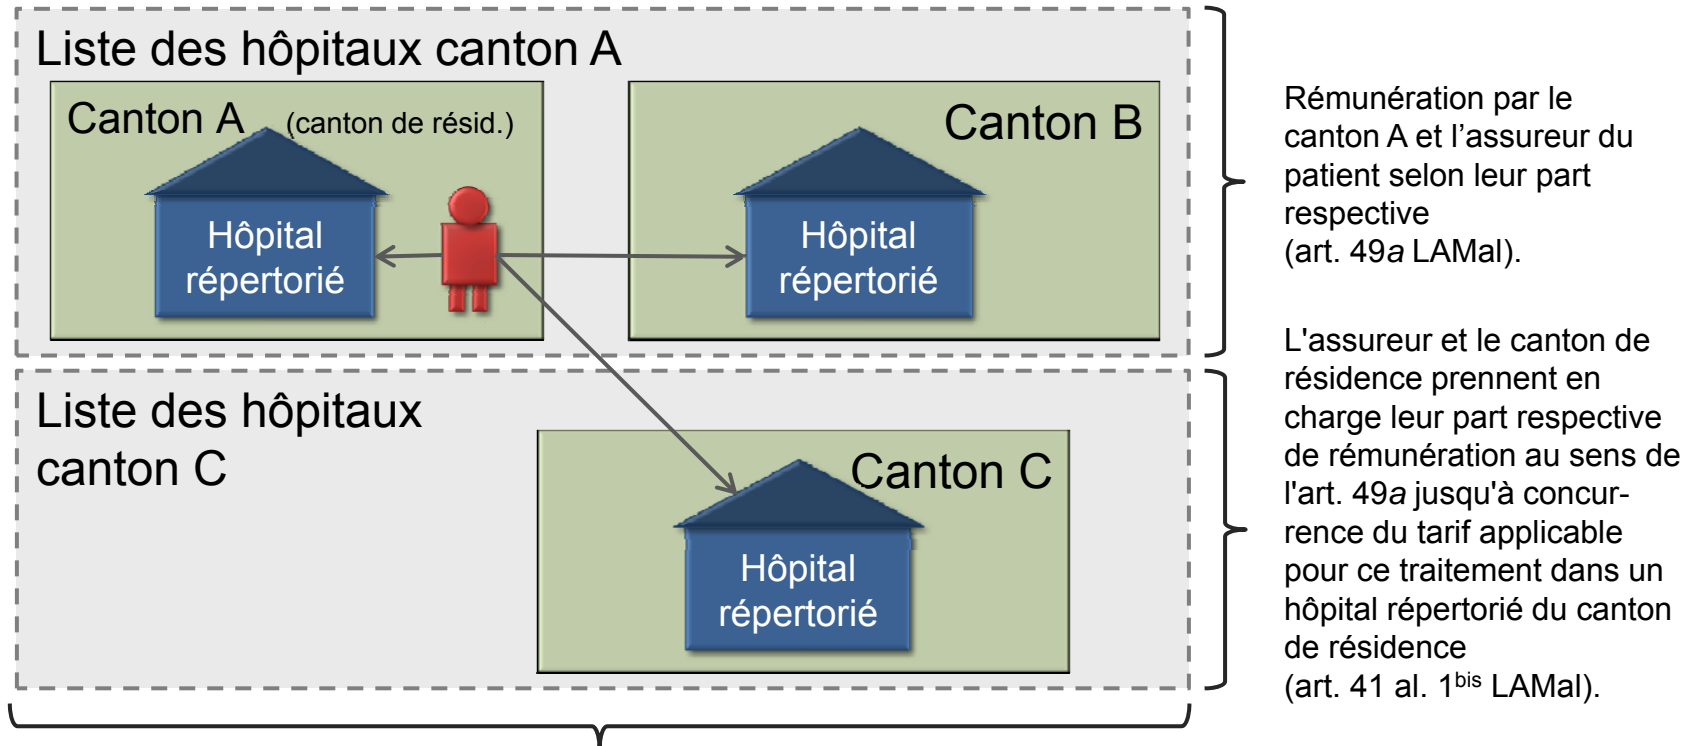 Liste des hôpitaux canton A
Canton A (canton de résid.)
Hôpital
répertorié
Canton B
Hôpital
répertorié
Rémunération par le
canton A et l’assureur du
patient selon leur part
respective
(art. 49a LAMal).
Liste des hôpitaux
canton C
Canton C
Hôpital
répertorié
L'assureur et le canton de
résidence prennent en
charge leur part respective
de rémunération au sens de
l'art. 49a jusqu'à concur-
rence du tarif applicable
pour ce traitement dans un
hôpital répertorié du canton
de résidence
(art. 41 al. 1bis LAMal).